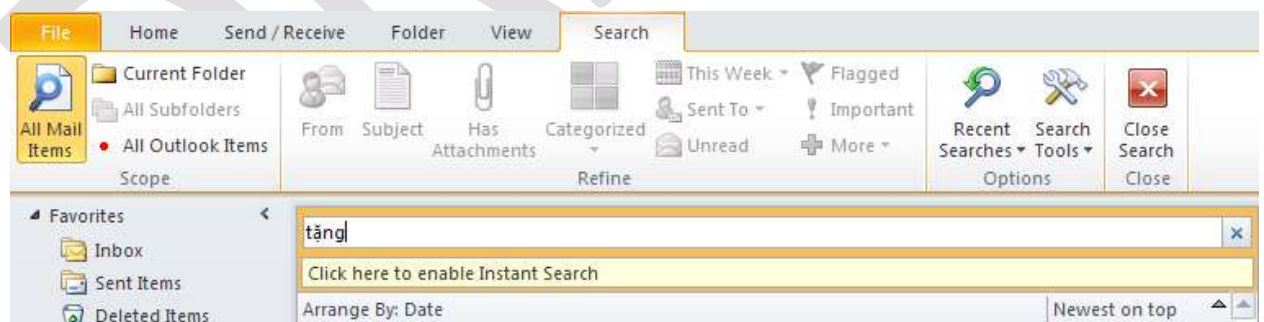 File Home Send / Receive Folder View Search
All Mail Items
Current Folder
All Subfolders
All Outlook Items
Scope
From
Subject
Has Attachments
Categorized
This Week
Sent To
Unread
Flagged
Important
More
Refine
Recent Searches
Search Tools
Options
Close Search
Close
Favorites
Inbox
Sent Items
Deleted Items
tặng
Click here to enable Instant Search
Arrange By: Date Newest on top